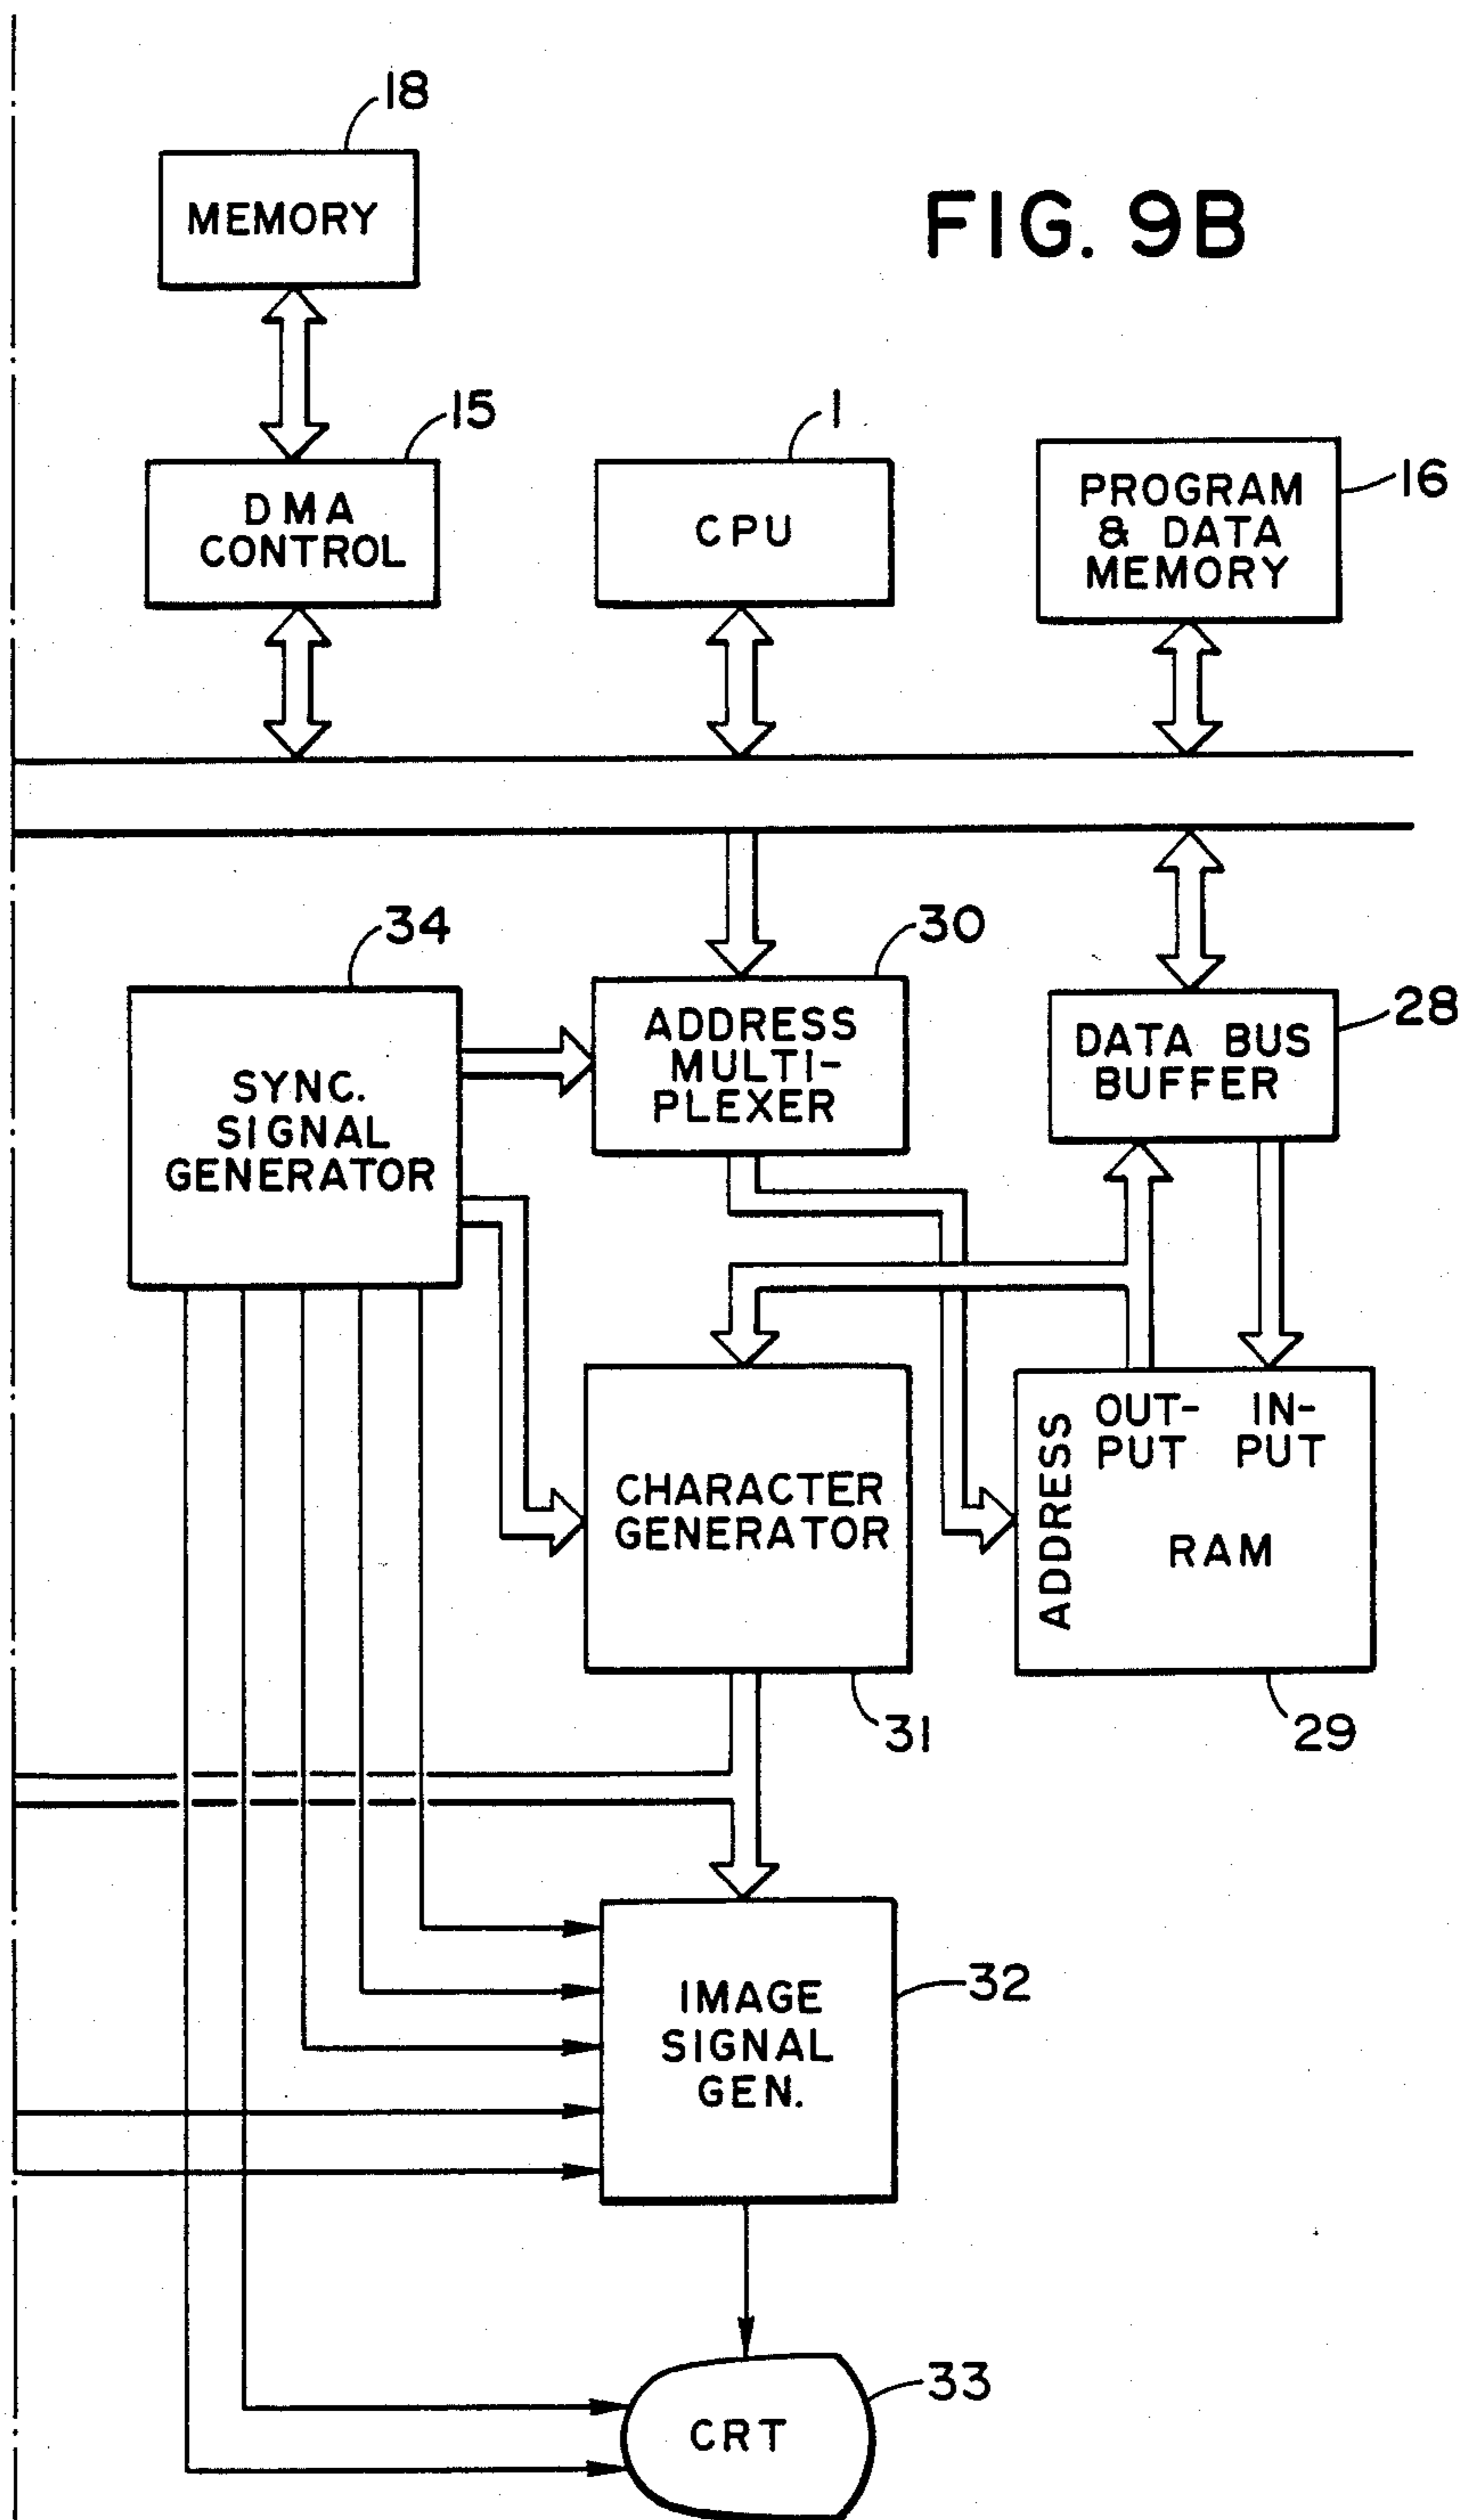 18
MEMORY
FIG. 9B
15
DMA
CONTROL
1
CPU
16
PROGRAM
& DATA
MEMORY
34
SYNC.
SIGNAL
GENERATOR
30
ADDRESS
MULTI-
PLEXER
28
DATA BUS
BUFFER
CHARACTER
GENERATOR
31
ADDRESS
OUT-
PUT
IN-
PUT
RAM
29
IMAGE
SIGNAL
GEN.
32
CRT
33